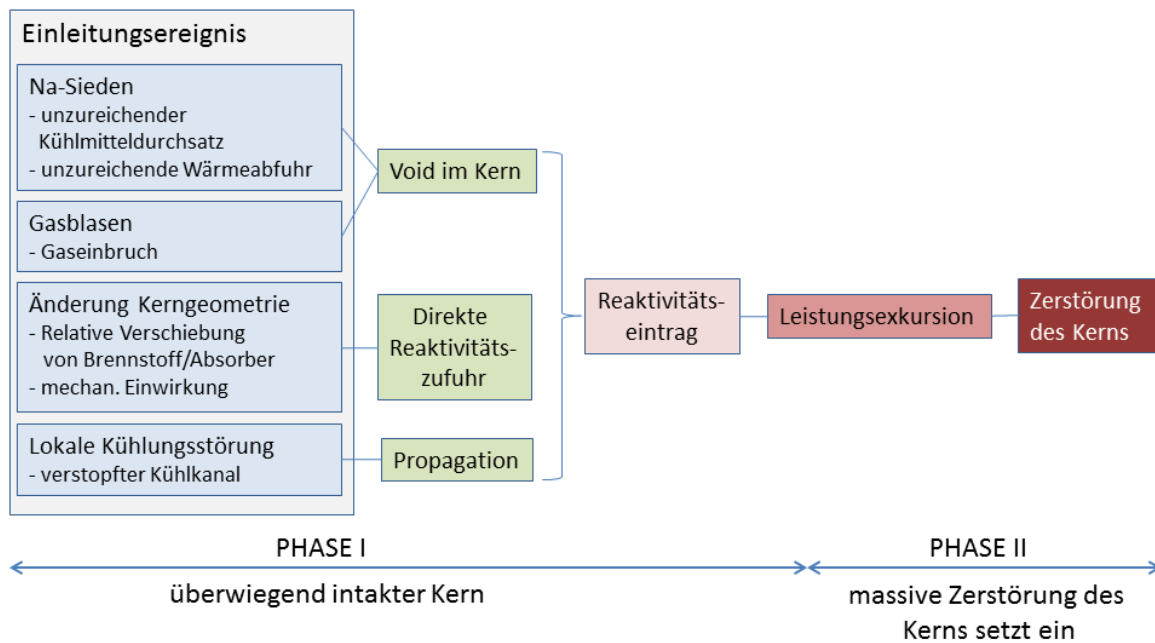 Einleitungsereignis
Na-Sieden
- unzureichender
Kühlmitteldurchsatz
- unzureichende Wärmeabfuhr
Gasblasen
- Gaseinbruch
Änderung Kerngeometrie
- Relative Verschiebung
von Brennstoff/Absorber
- mechan. Einwirkung
Lokale Kühlungsstörung
- verstopfter Kühlkanal
Void im Kern
Direkte
Reaktivitäts-
zufuhr
Propagation
Reaktivitäts-
eintrag
Leistungsexkursion
Zerstörung
des Kerns
PHASE I
überwiegend intakter Kern
PHASE II
massive Zerstörung des
Kerns setzt ein